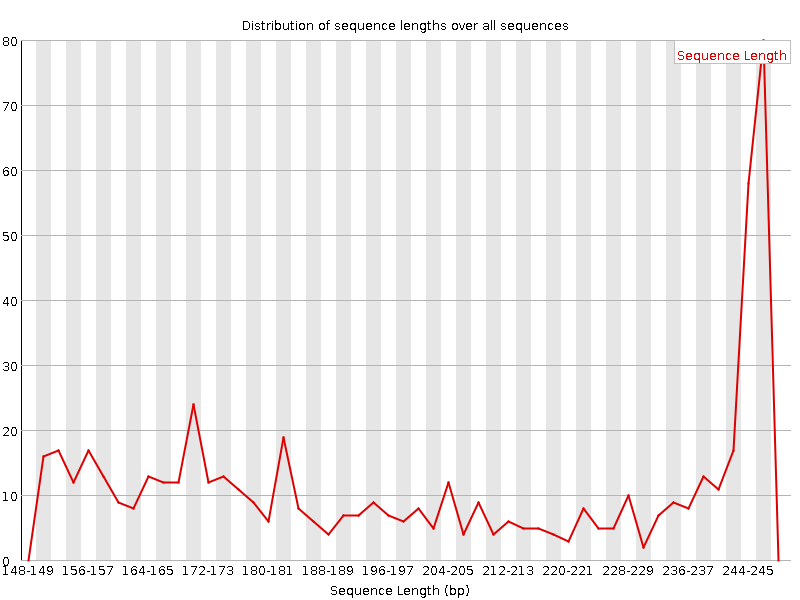 Distribution of sequence lengths over all sequences
Sequence Length
80
70
60
50
40
30
20
10
0
148-149 156-157 164-165 172-173 180-181 188-189 196-197 204-205 212-213 220-221 228-229 236-237 244-245
Sequence Length (bp)